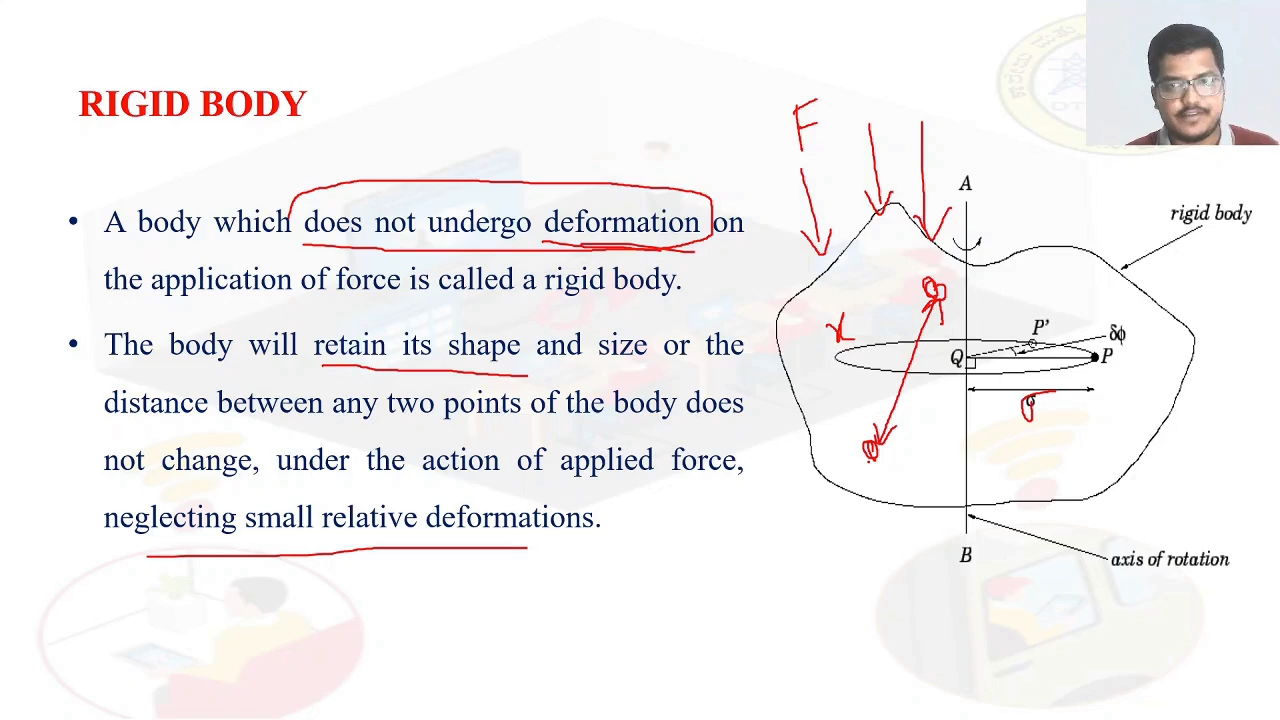 RIGID BODY
• A body which does not undergo deformation on
the application of force is called a rigid body.
• The body will retain its shape and size or the
distance between any two points of the body does
not change, under the action of applied force,
neglecting small relative deformations.
F
A
rigid body
x
P'
δϕ
Q
P
σ
B
axis of rotation